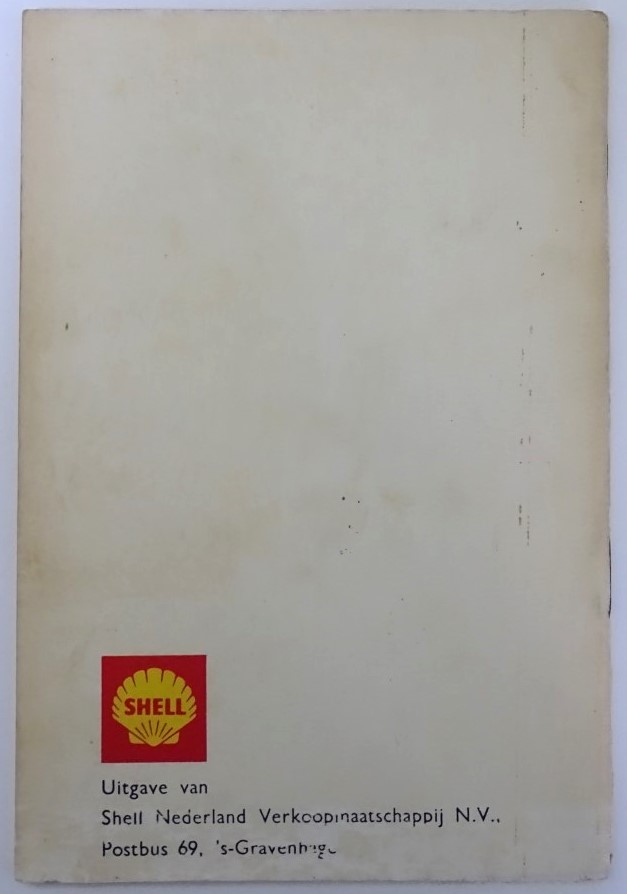 SHELL
Uitgave van
Shell Nederland Verkoopmaatschappij N.V.,
Postbus 69, 's-Gravenhage